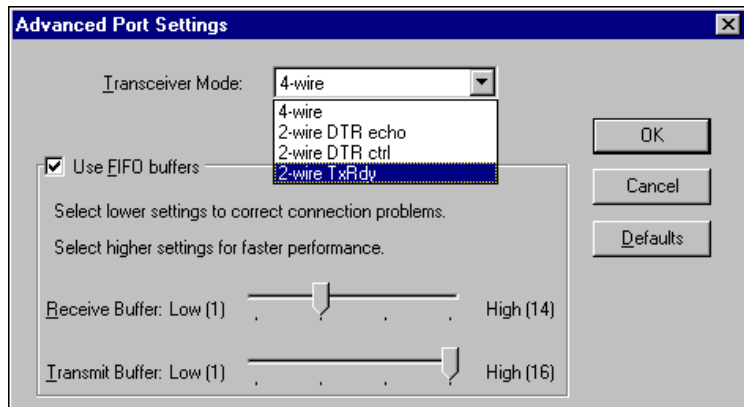 Advanced Port Settings
Transceiver Mode: 4-wire
4-wire
2-wire DTR echo
2-wire DTR ctrl
2-wire TxRdy
OK
Cancel
Defaults
Use FIFO buffers
Select lower settings to correct connection problems.
Select higher settings for faster performance.
Receive Buffer: Low (1) High (14)
Transmit Buffer: Low (1) High (16)